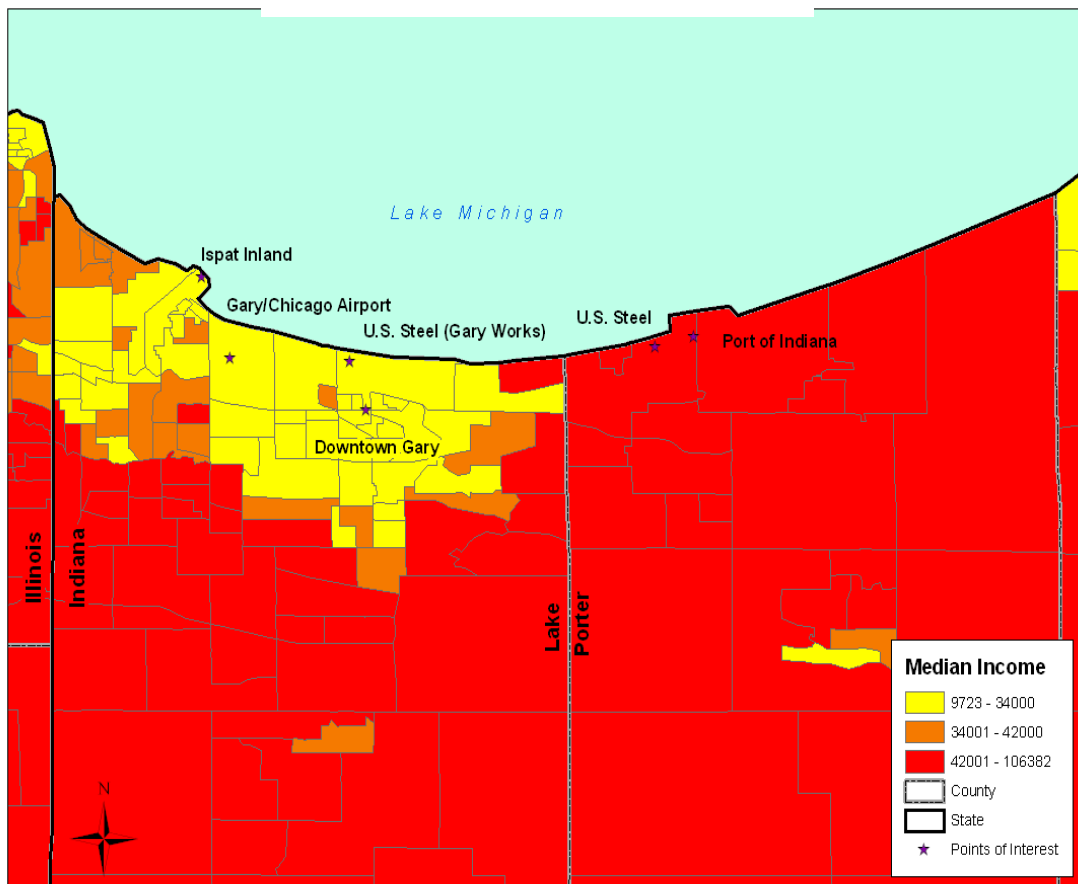 Lake Michigan
Ispat Inland
Gary/Chicago Airport
U.S. Steel (Gary Works)
U.S. Steel
Port of Indiana
Downtown Gary
Illinois
Indiana
Lake
Porter
N
Median Income
9723 - 34000
34001 - 42000
42001 - 106382
County
State
Points of Interest